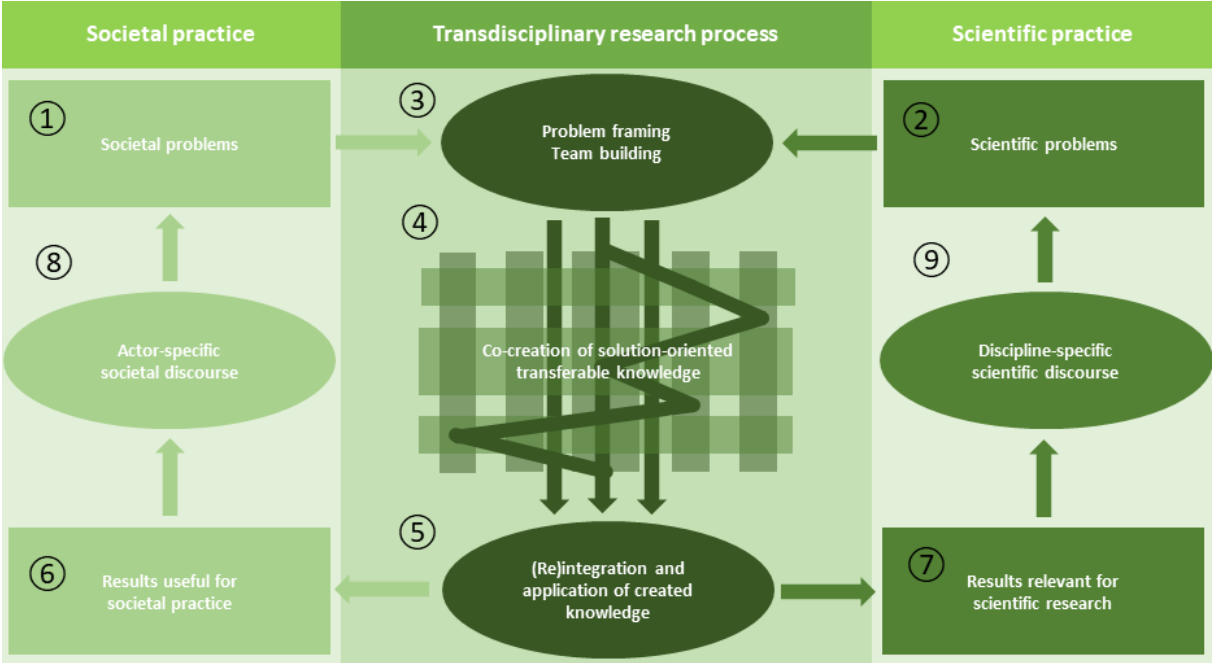 Societal practice
Transdisciplinary research process
Scientific practice
①
Societal problems
③
Problem framing
Team building
②
Scientific problems
④
Co-creation of solution-oriented
transferable knowledge
⑧
Actor-specific
societal discourse
⑨
Discipline-specific
scientific discourse
⑤
(Re)integration and
application of created
knowledge
⑥
Results useful for
societal practice
⑦
Results relevant for
scientific research